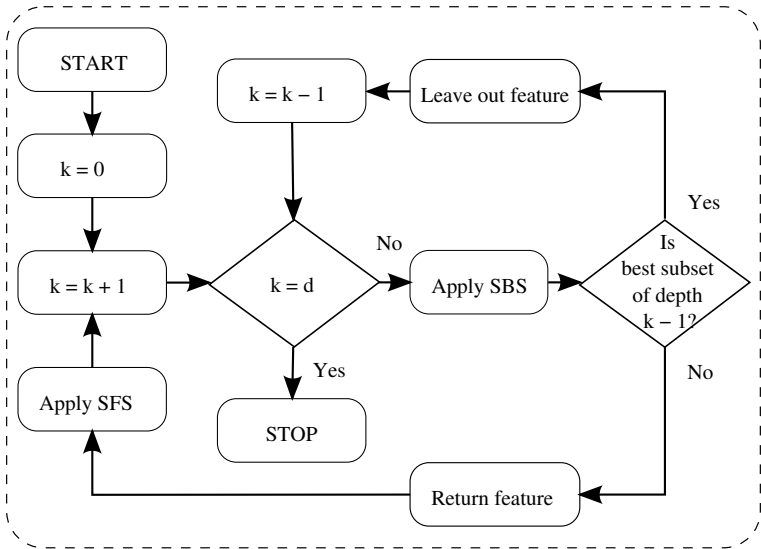 START
k = 0
k = k + 1
Apply SFS
k = k − 1
k = d
No
Yes
STOP
Leave out feature
Apply SBS
Is
best subset
of depth
k − 1?
Yes
No
Return feature